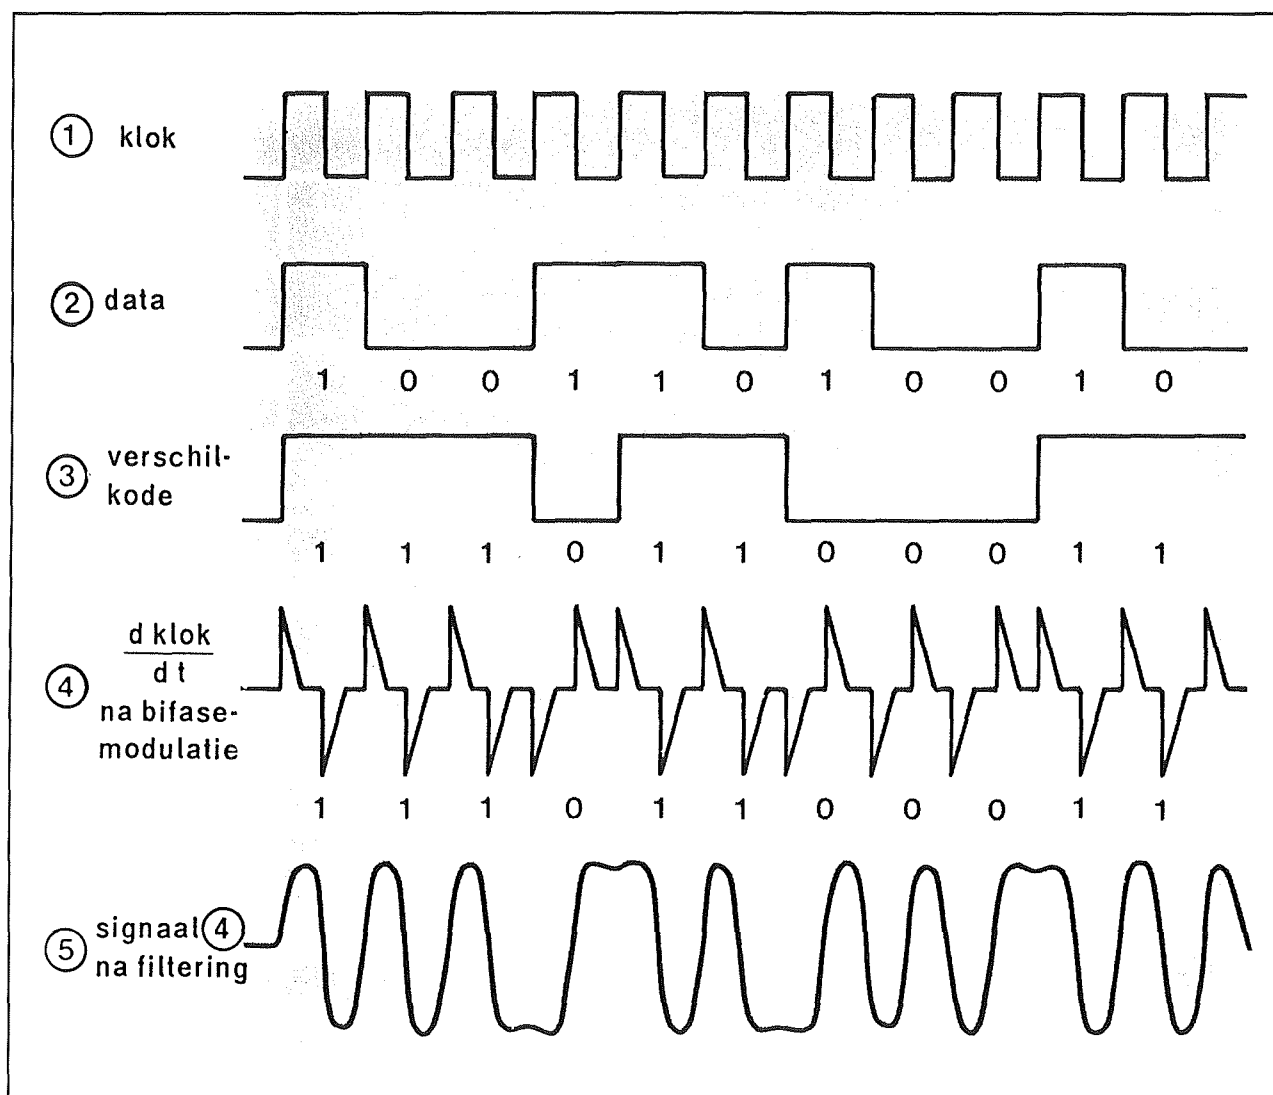 ① klok
② data
1 0 0 1 1 0 1 0 0 1 0
③ verschil-
kode
1 1 1 0 1 1 0 0 0 1 1
④ d klok
d t
na bifase-
modulatie
1 1 1 0 1 1 0 0 0 1 1
⑤ signaal ④
na filtering